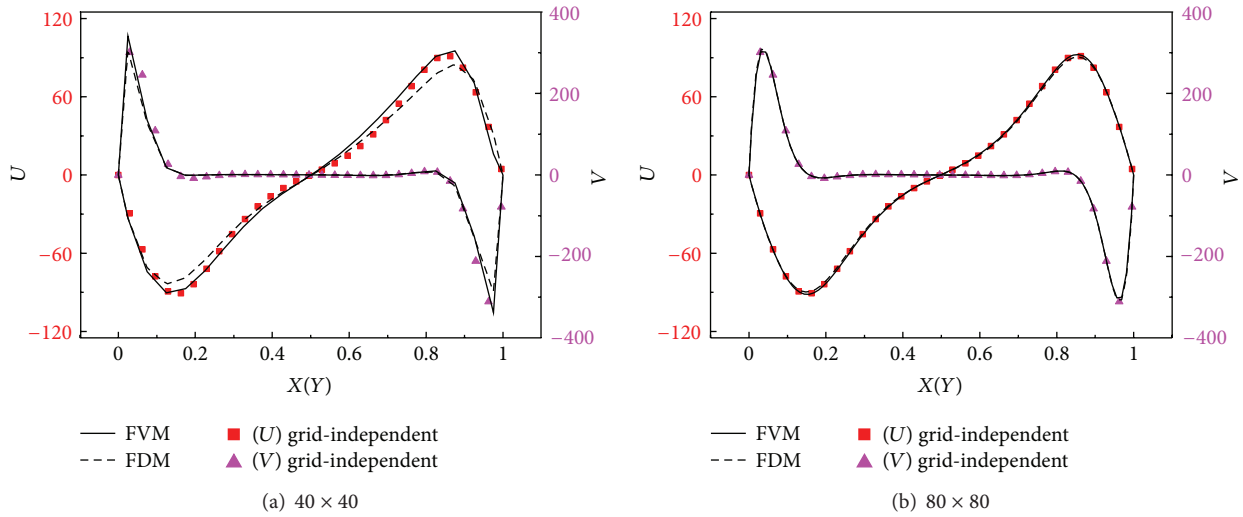 120
60
0
−60
−120
U
400
200
0
−200
−400
V
0
0.2
0.4
0.6
0.8
1
X(Y)
FVM
FDM
(U) grid-independent
(V) grid-independent
(a) 40 × 40
120
60
0
−60
−120
U
400
200
0
−200
−400
V
0
0.2
0.4
0.6
0.8
1
X(Y)
FVM
FDM
(U) grid-independent
(V) grid-independent
(b) 80 × 80